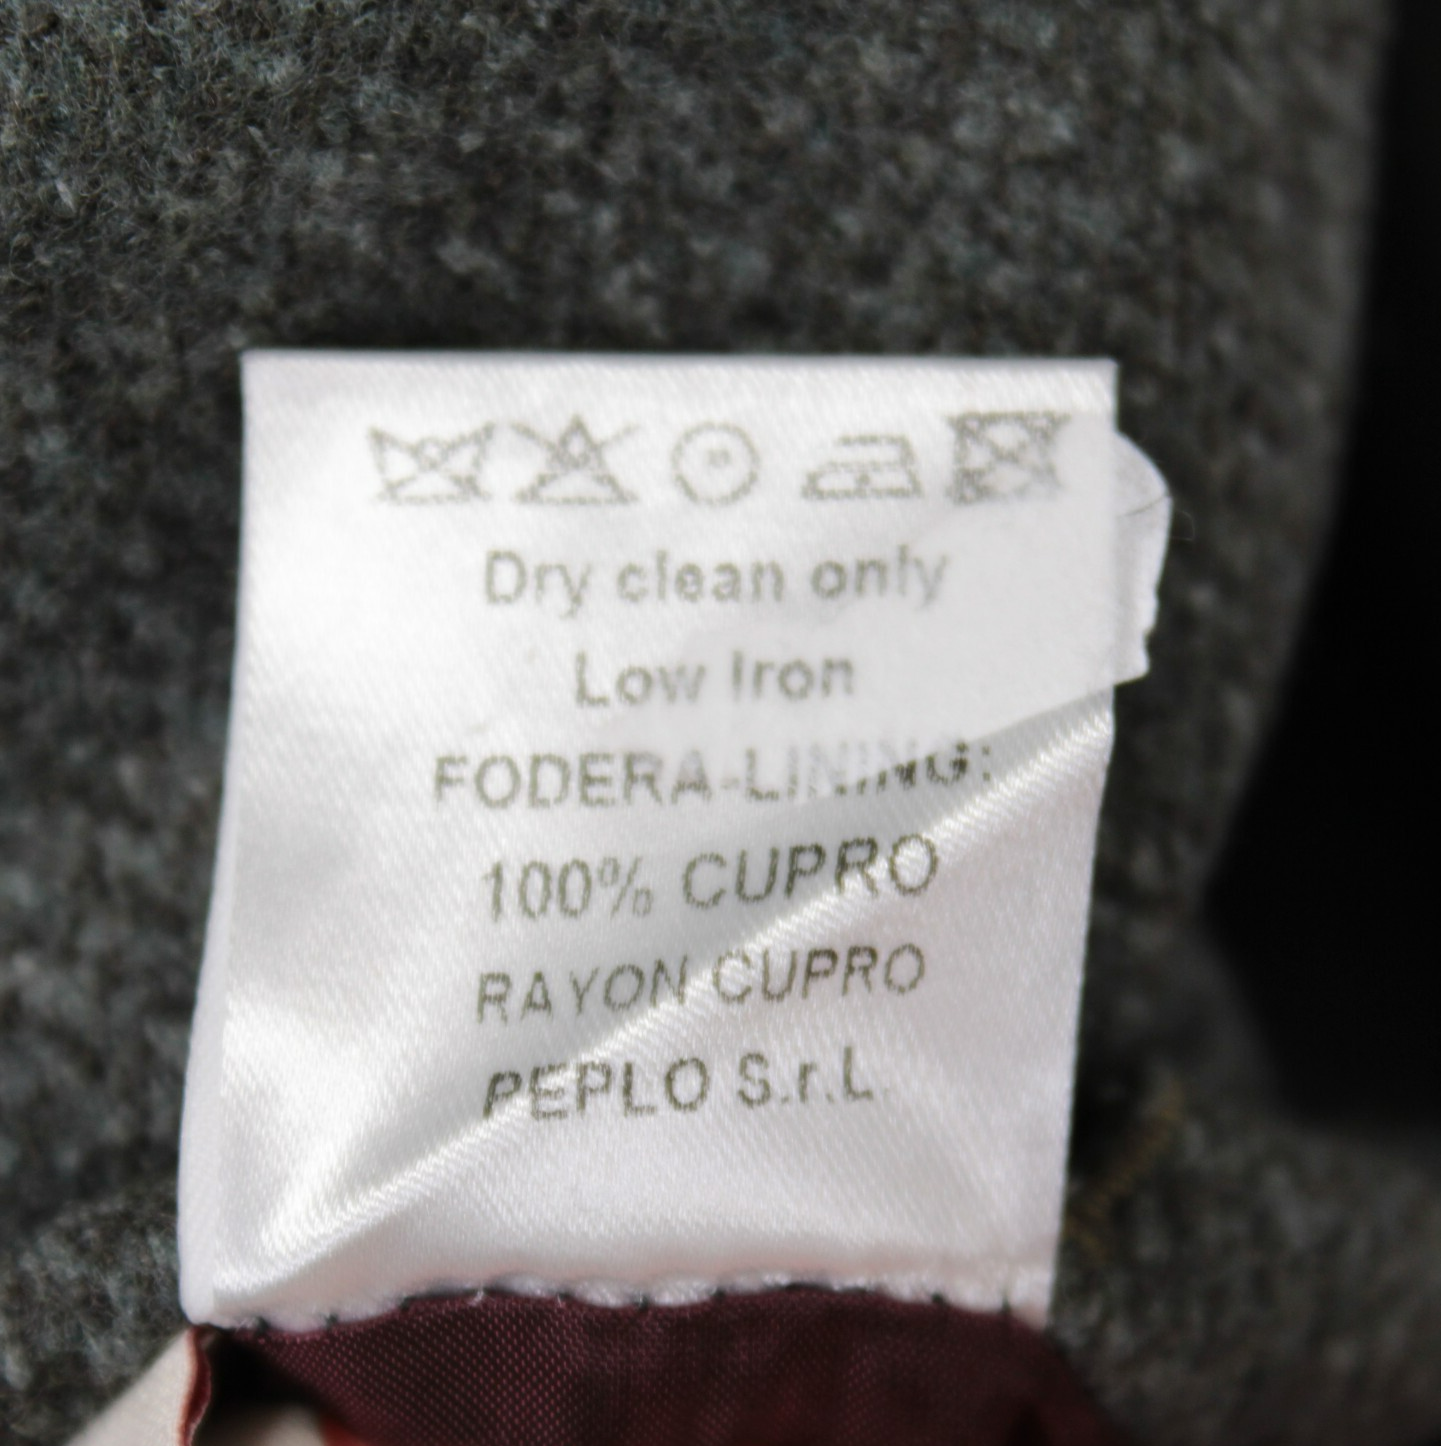 Dry clean only
Low Iron
FODERA-LINING:
100% CUPRO
RAYON CUPRO
PEPLO S.r.L.